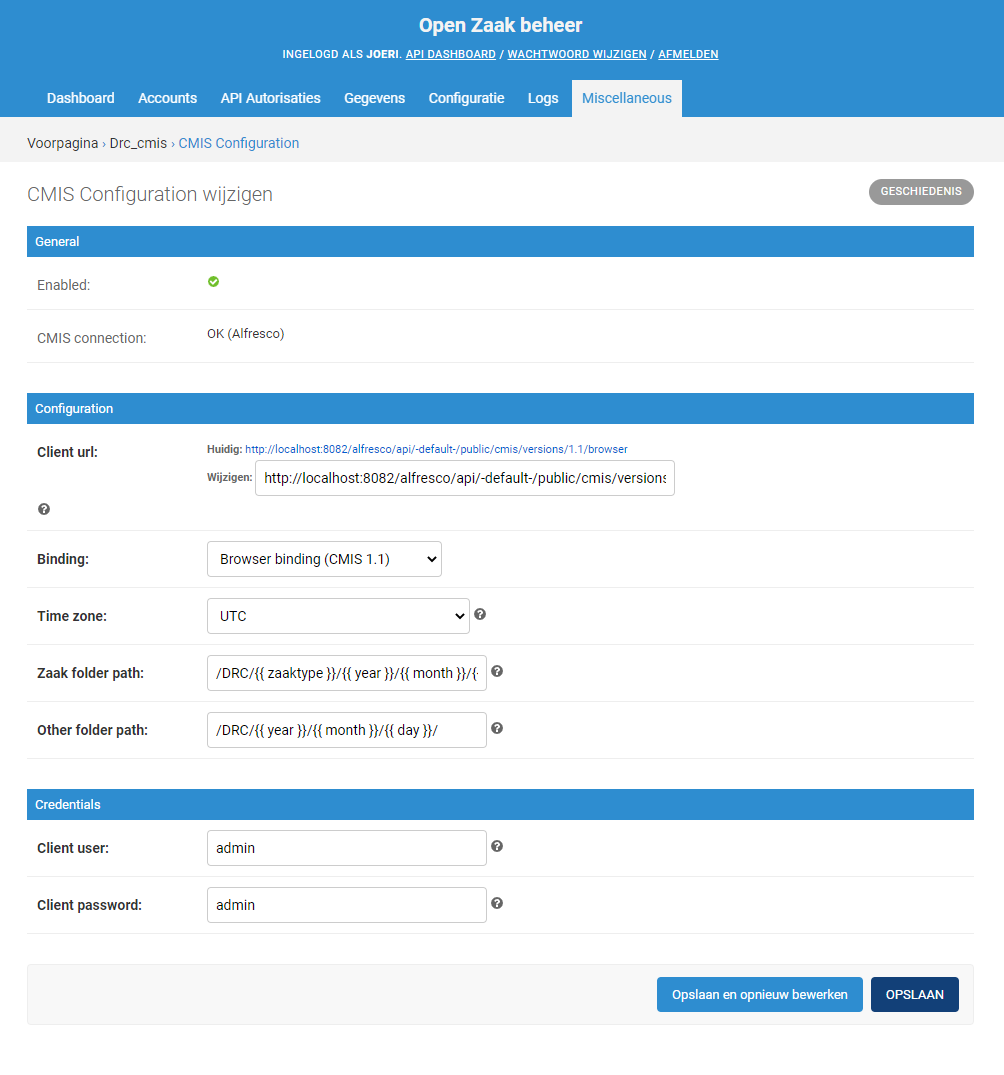 Open Zaak beheer
INGELOGD ALS JOERI. API DASHBOARD / WACHTWOORD WIJZIGEN / AFMELDEN
Dashboard Accounts API Autorisaties Gegevens Configuratie Logs Miscellaneous
Voorpagina › Drc_cmis › CMIS Configuration
CMIS Configuration wijzigen
GESCHIEDENIS
General
Enabled:
CMIS connection: OK (Alfresco)
Configuration
Client url: Huidig: http://localhost:8082/alfresco/api/-default-/public/cmis/versions/1.1/browser
Wijzigen: http://localhost:8082/alfresco/api/-default-/public/cmis/versions
Binding: Browser binding (CMIS 1.1)
Time zone: UTC
Zaak folder path: /DRC/{{ zaaktype }}/{{ year }}/{{ month }}/{
Other folder path: /DRC/{{ year }}/{{ month }}/{{ day }}/
Credentials
Client user: admin
Client password: admin
Opslaan en opnieuw bewerken OPSLAAN